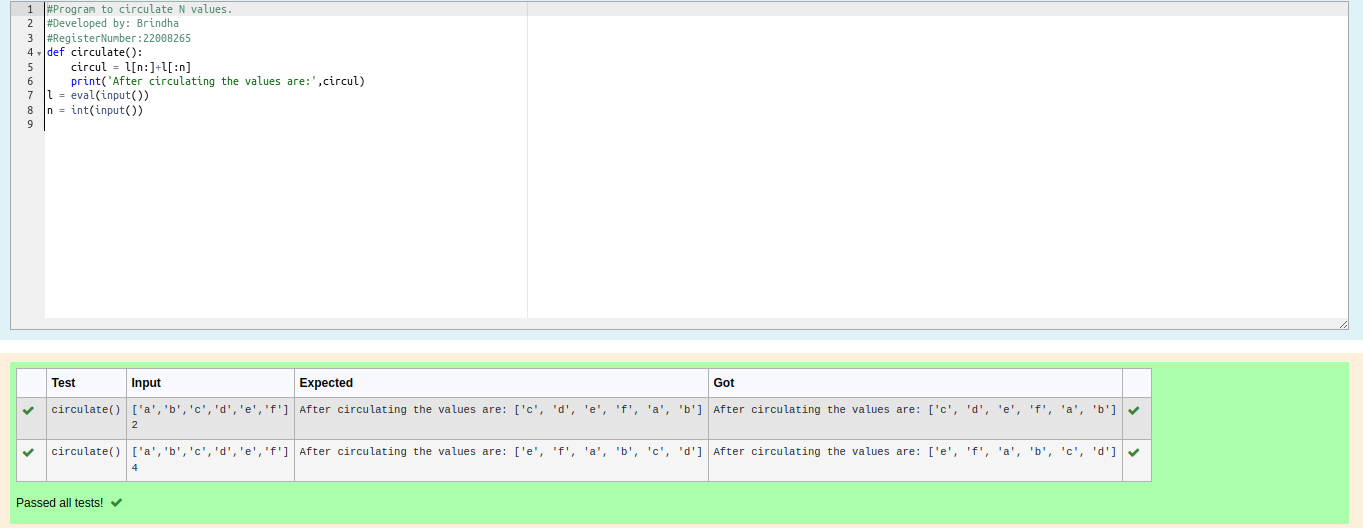 1 #Program to circulate N values.
2 #Developed by: Brindha
3 #RegisterNumber:22008265
4 def circulate():
5     circul = l[n:]+l[:n]
6     print('After circulating the values are:',circul)
7 l = eval(input())
8 n = int(input())
9
Test Input Expected Got
circulate() ['a','b','c','d','e','f'] After circulating the values are: ['c', 'd', 'e', 'f', 'a', 'b'] After circulating the values are: ['c', 'd', 'e', 'f', 'a', 'b']
2
circulate() ['a','b','c','d','e','f'] After circulating the values are: ['e', 'f', 'a', 'b', 'c', 'd'] After circulating the values are: ['e', 'f', 'a', 'b', 'c', 'd']
4
Passed all tests!